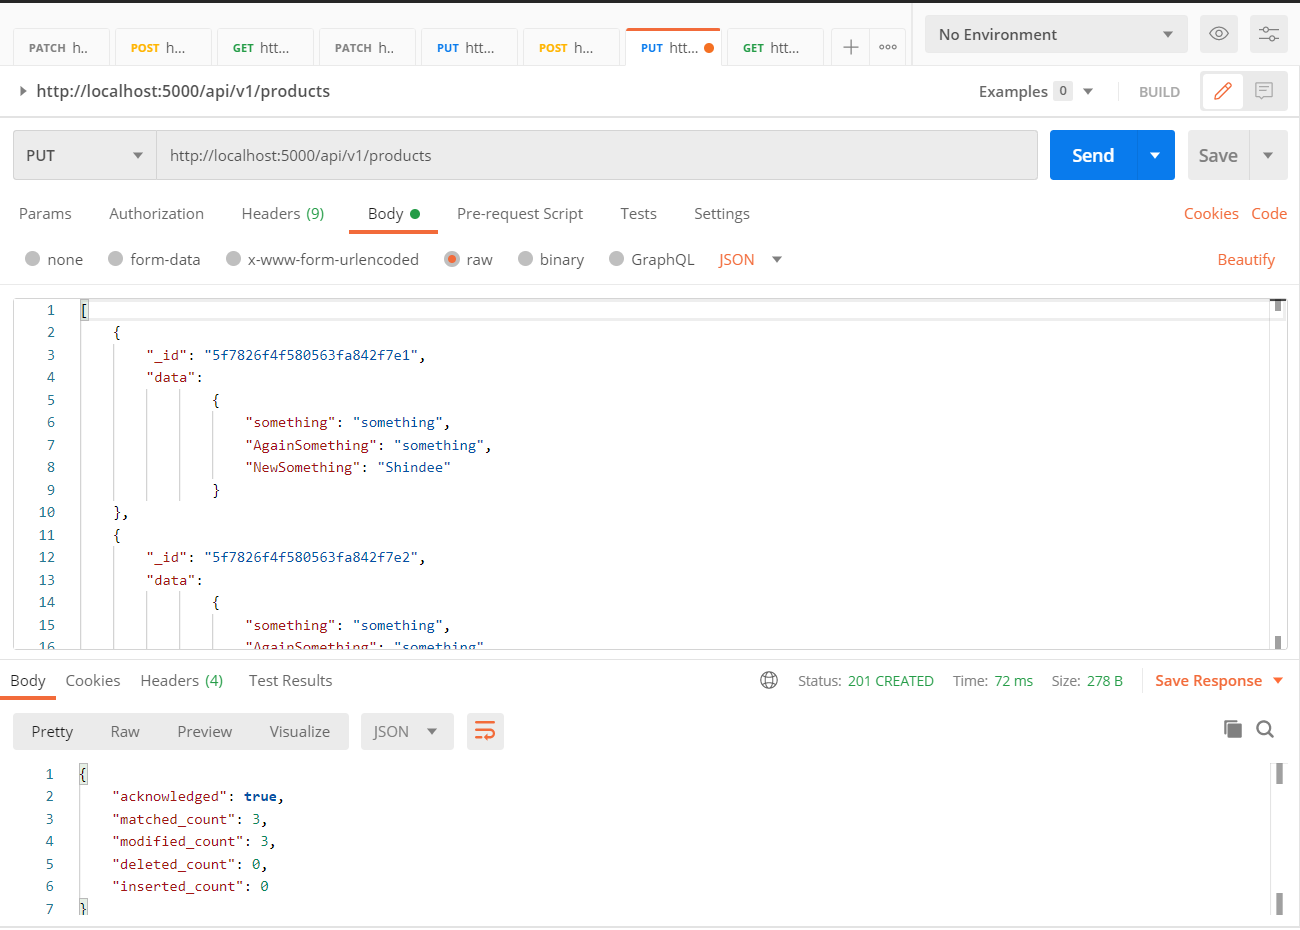 PATCH h..
POST h...
GET htt...
PATCH h..
PUT htt...
POST h...
PUT htt...
GET htt...
No Environment
http://localhost:5000/api/v1/products
Examples 0
BUILD
PUT
http://localhost:5000/api/v1/products
Send
Save
Params Authorization Headers (9) Body Pre-request Script Tests Settings Cookies Code
none form-data x-www-form-urlencoded raw binary GraphQL JSON Beautify
1 [
2 {
3 "_id": "5f7826f4f580563fa842f7e1",
4 "data":
5 {
6 "something": "something",
7 "AgainSomething": "something",
8 "NewSomething": "Shindee"
9 }
10 },
11 {
12 "_id": "5f7826f4f580563fa842f7e2",
13 "data":
14 {
15 "something": "something",
16 "AgainSomething": "something"
Body Cookies Headers (4) Test Results Status: 201 CREATED Time: 72 ms Size: 278 B Save Response
Pretty Raw Preview Visualize JSON
1 {
2 "acknowledged": true,
3 "matched_count": 3,
4 "modified_count": 3,
5 "deleted_count": 0,
6 "inserted_count": 0
7 }